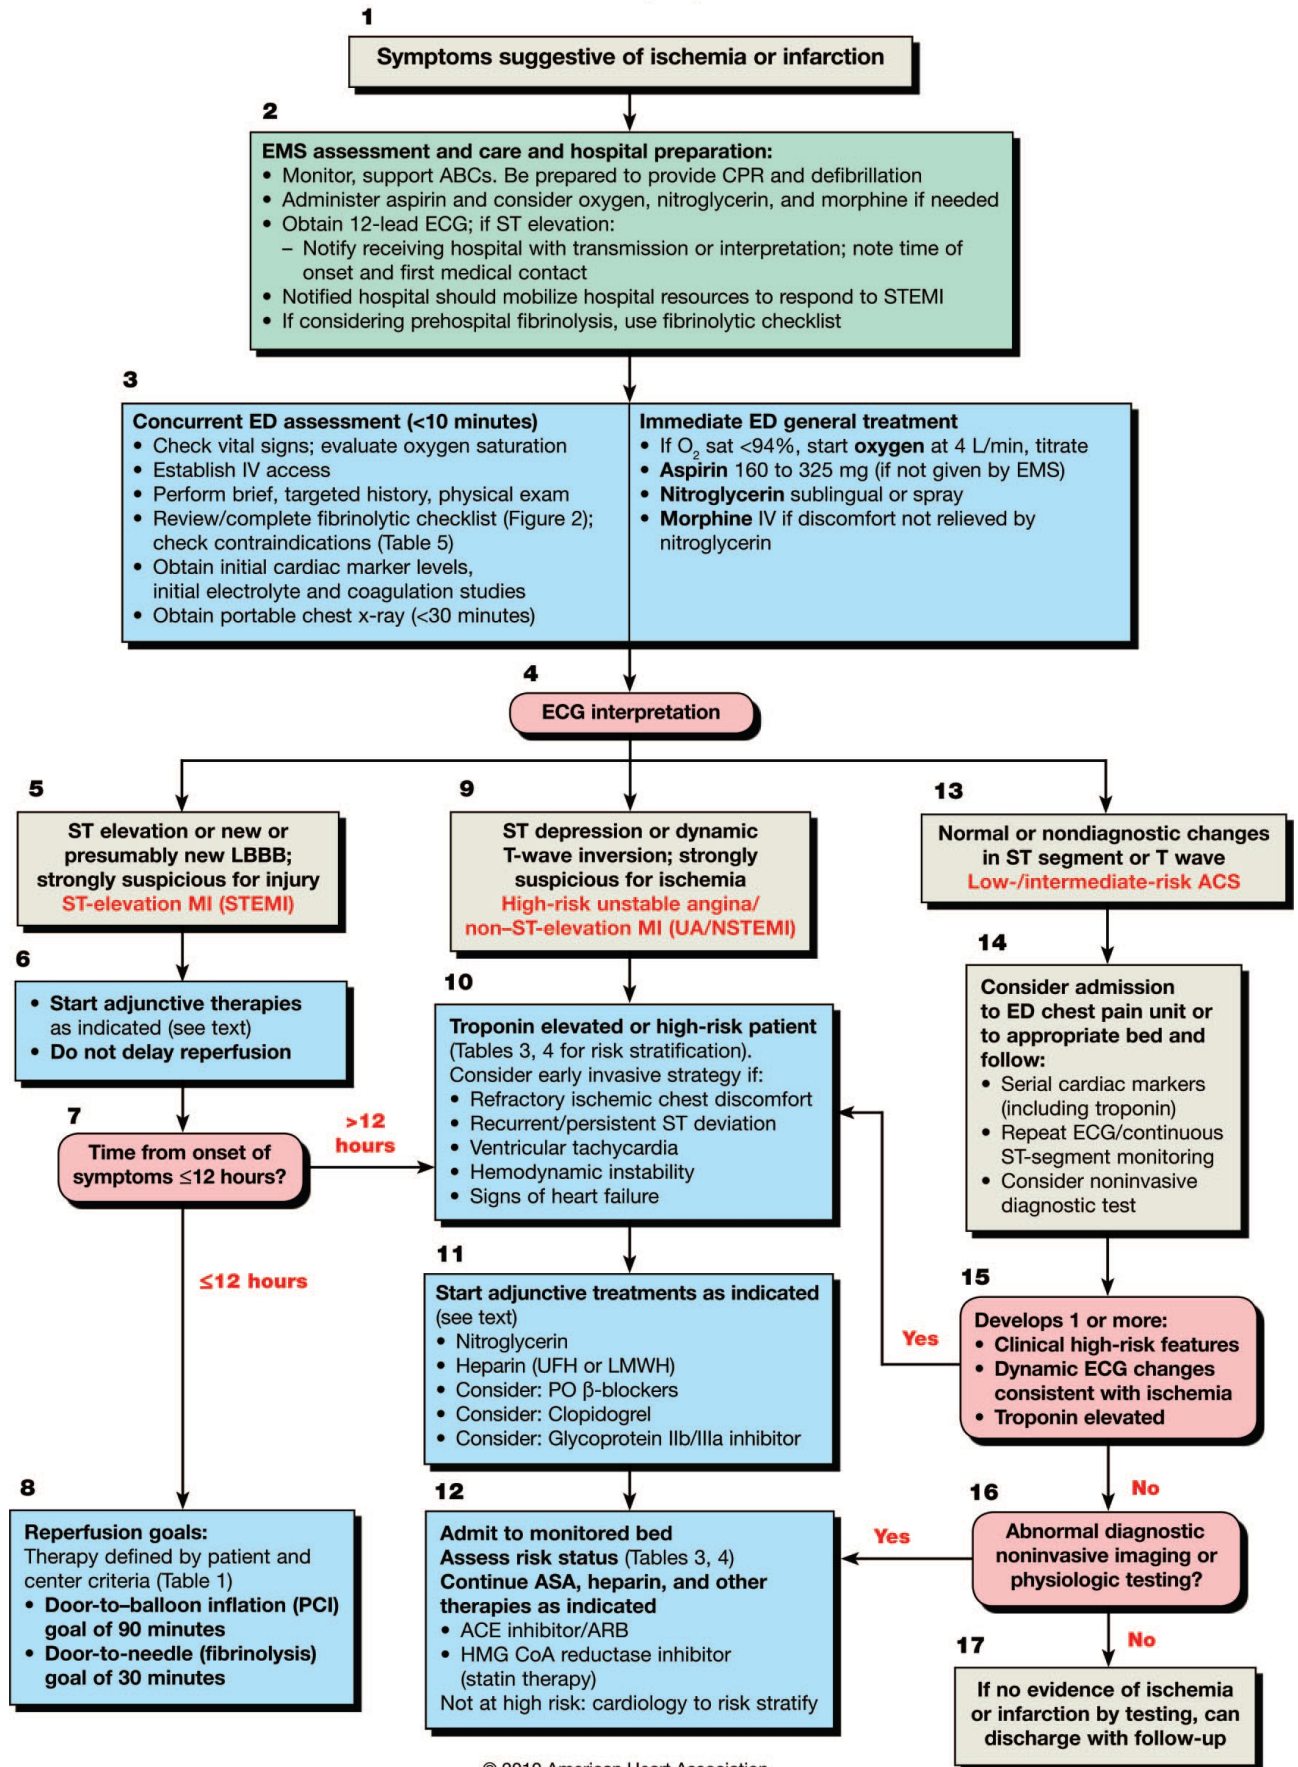 1
Symptoms suggestive of ischemia or infarction
2
EMS assessment and care and hospital preparation:
• Monitor, support ABCs. Be prepared to provide CPR and defibrillation
• Administer aspirin and consider oxygen, nitroglycerin, and morphine if needed
• Obtain 12-lead ECG; if ST elevation:
– Notify receiving hospital with transmission or interpretation; note time of
onset and first medical contact
• Notified hospital should mobilize hospital resources to respond to STEMI
• If considering prehospital fibrinolysis, use fibrinolytic checklist
3
Concurrent ED assessment (<10 minutes)
• Check vital signs; evaluate oxygen saturation
• Establish IV access
• Perform brief, targeted history, physical exam
• Review/complete fibrinolytic checklist (Figure 2);
check contraindications (Table 5)
• Obtain initial cardiac marker levels,
initial electrolyte and coagulation studies
• Obtain portable chest x-ray (<30 minutes)
Immediate ED general treatment
• If O2 sat <94%, start oxygen at 4 L/min, titrate
• Aspirin 160 to 325 mg (if not given by EMS)
• Nitroglycerin sublingual or spray
• Morphine IV if discomfort not relieved by
nitroglycerin
4
ECG interpretation
5
ST elevation or new or
presumably new LBBB;
strongly suspicious for injury
ST-elevation MI (STEMI)
6
• Start adjunctive therapies
as indicated (see text)
• Do not delay reperfusion
7
Time from onset of
symptoms ≤12 hours?
>12
hours
≤12 hours
8
Reperfusion goals:
Therapy defined by patient and
center criteria (Table 1)
• Door-to–balloon inflation (PCI)
goal of 90 minutes
• Door-to-needle (fibrinolysis)
goal of 30 minutes
9
ST depression or dynamic
T-wave inversion; strongly
suspicious for ischemia
High-risk unstable angina/
non–ST-elevation MI (UA/NSTEMI)
10
Troponin elevated or high-risk patient
(Tables 3, 4 for risk stratification).
Consider early invasive strategy if:
• Refractory ischemic chest discomfort
• Recurrent/persistent ST deviation
• Ventricular tachycardia
• Hemodynamic instability
• Signs of heart failure
11
Start adjunctive treatments as indicated
(see text)
• Nitroglycerin
• Heparin (UFH or LMWH)
• Consider: PO β-blockers
• Consider: Clopidogrel
• Consider: Glycoprotein IIb/IIIa inhibitor
12
Admit to monitored bed
Assess risk status (Tables 3, 4)
Continue ASA, heparin, and other
therapies as indicated
• ACE inhibitor/ARB
• HMG CoA reductase inhibitor
(statin therapy)
Not at high risk: cardiology to risk stratify
13
Normal or nondiagnostic changes
in ST segment or T wave
Low-/intermediate-risk ACS
14
Consider admission
to ED chest pain unit or
to appropriate bed and
follow:
• Serial cardiac markers
(including troponin)
• Repeat ECG/continuous
ST-segment monitoring
• Consider noninvasive
diagnostic test
15
Develops 1 or more:
• Clinical high-risk features
• Dynamic ECG changes
consistent with ischemia
• Troponin elevated
Yes
No
16
Abnormal diagnostic
noninvasive imaging or
physiologic testing?
Yes
No
17
If no evidence of ischemia
or infarction by testing, can
discharge with follow-up
© 2010 American Heart Association